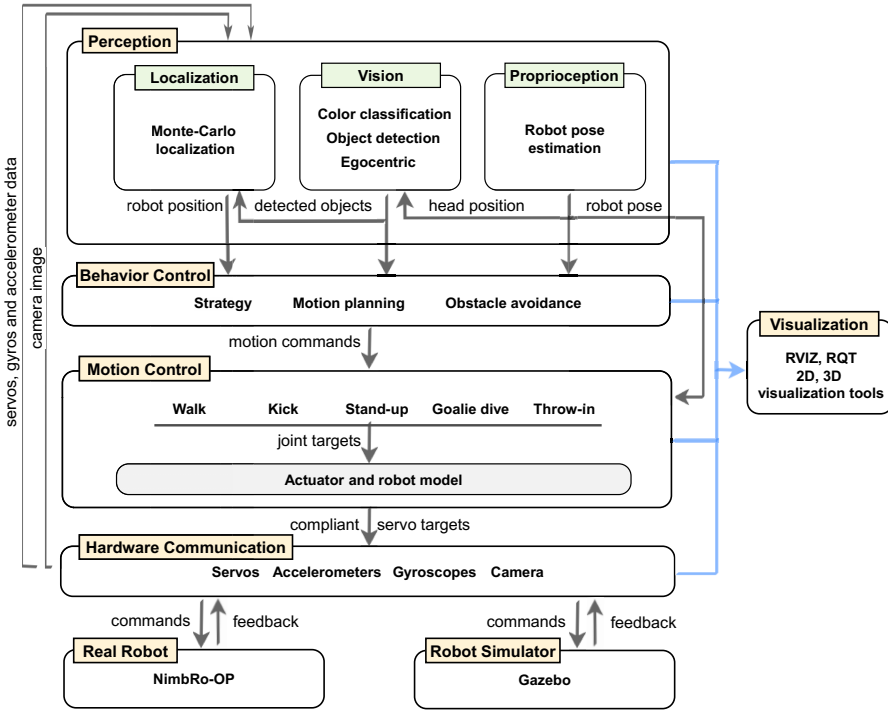 Perception
Localization
Monte-Carlo
localization
Vision
Color classification
Object detection
Egocentric
Proprioception
Robot pose
estimation
robot position
detected objects
head position
robot pose
servos, gyros and accelerometer data
camera image
Behavior Control
Strategy Motion planning Obstacle avoidance
motion commands
Motion Control
Walk Kick Stand-up Goalie dive Throw-in
joint targets
Actuator and robot model
compliant servo targets
Hardware Communication
Servos Accelerometers Gyroscopes Camera
commands feedback
commands feedback
Real Robot
NimbRo-OP
Robot Simulator
Gazebo
Visualization
RVIZ, RQT
2D, 3D
visualization tools